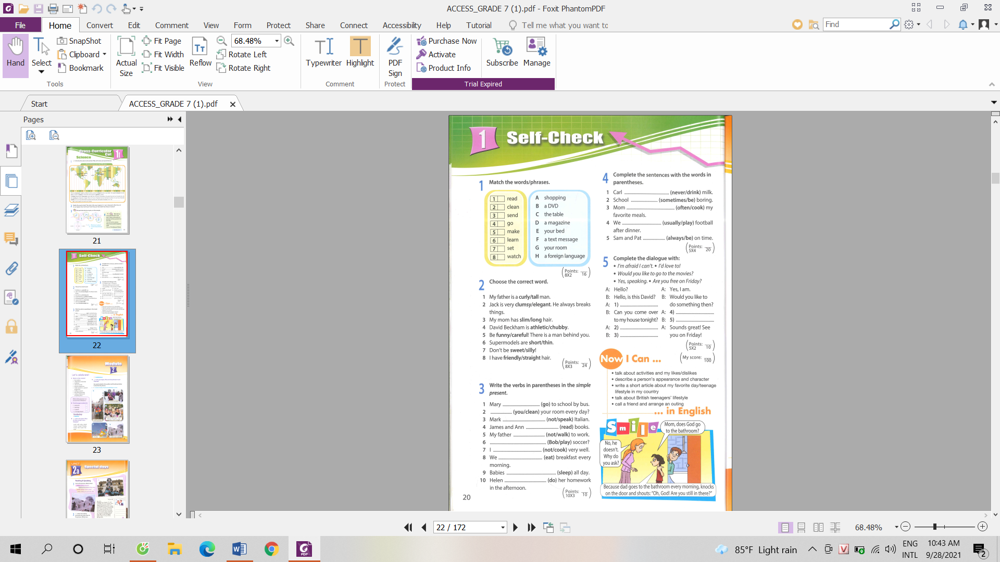 ACCESS_GRADE 7 (1).pdf - Foxit PhantomPDF
File Home Convert Edit Comment View Form Protect Share Connect Accessibility Help Tutorial Tell me what you want to Find
Hand
Select
SnapShot
Clipboard
Bookmark
Tools
Actual
Size
Fit Page
Fit Width
Fit Visible
Reflow
68.48%
Rotate Left
Rotate Right
View
Typewriter
Highlight
Comment
PDF
Sign
Protect
Purchase Now
Activate
Product Info
Subscribe
Manage
Trial Expired
Start
ACCESS_GRADE 7 (1).pdf
Pages
Cross-Curricular
Cut
Science
21
1 Self-Check
22
Module
2
Let's celebrate!
23
UNIT
2a
Special days
1 Self-Check
1 Match the words/phrases.
1 read
2 clean
3 send
4 go
5 make
6 learn
7 set
8 watch
A shopping
B a DVD
C the table
D a magazine
E your bed
F a text message
G your room
H a foreign language
(Points: __ 8X2 16)
2 Choose the correct word.
1 My father is a curly/tall man.
2 Jack is very clumsy/elegant. He always breaks
things.
3 My mom has slim/long hair.
4 David Beckham is athletic/chubby.
5 Be funny/careful! There is a man behind you.
6 Supermodels are short/thin.
7 Don't be sweet/silly!
8 I have friendly/straight hair.
(Points: __ 8X3 24)
3 Write the verbs in parentheses in the simple
present.
1 Mary .............................. (go) to school by bus.
2 .................. (you/clean) your room every day?
3 Mark .............................. (not/speak) Italian.
4 James and Ann ........................ (read) books.
5 My father ....................... (not/walk) to work.
6 ........................................ (Bob/play) soccer?
7 I ................................... (not/cook) very well.
8 We ............................... (eat) breakfast every
morning.
9 Babies ................................... (sleep) all day.
10 Helen .............................. (do) her homework
in the afternoon.
(Points: __ 10X3 10)
20
4 Complete the sentences with the words in
parentheses.
1 Carl ................................ (never/drink) milk.
2 School .................... (sometimes/be) boring.
3 Mom ................................... (often/cook) my
favorite meals.
4 We ............................ (usually/play) football
after dinner.
5 Sam and Pat ................ (always/be) on time.
(Points: __ 5X4 20)
5 Complete the dialogue with:
• I'm afraid I can't. • I'd love to!
• Would you like to go to the movies?
• Yes, speaking. • Are you free on Friday?
A: Hello?
B: Hello, is this David?
A: 1) ............................
B: Can you come over
to my house tonight?
A: 2) ............................
B: 3) ............................
A: Yes, I am.
B: Would you like to
do something then?
A: 4) ............................
B: 5) ............................
A: Sounds great! See
you on Friday!
(Points: __ 5X2 10)
(My score: __ 100)
Now I Can ...
• talk about activities and my likes/dislikes
• describe a person's appearance and character
• write a short article about my favorite day/teenage
lifestyle in my country
• talk about British teenagers' lifestyle
• call a friend and arrange an outing
... in English
Smile
Mom, does God go
to the bathroom?
No, he
doesn't.
Why do
you ask?
Because dad goes to the bathroom every morning, knocks
on the door and shouts: "Oh, God! Are you still in there?"
22 / 172
68.48%
85°F Light rain
ENG
INTL
10:43 AM
9/28/2021
2